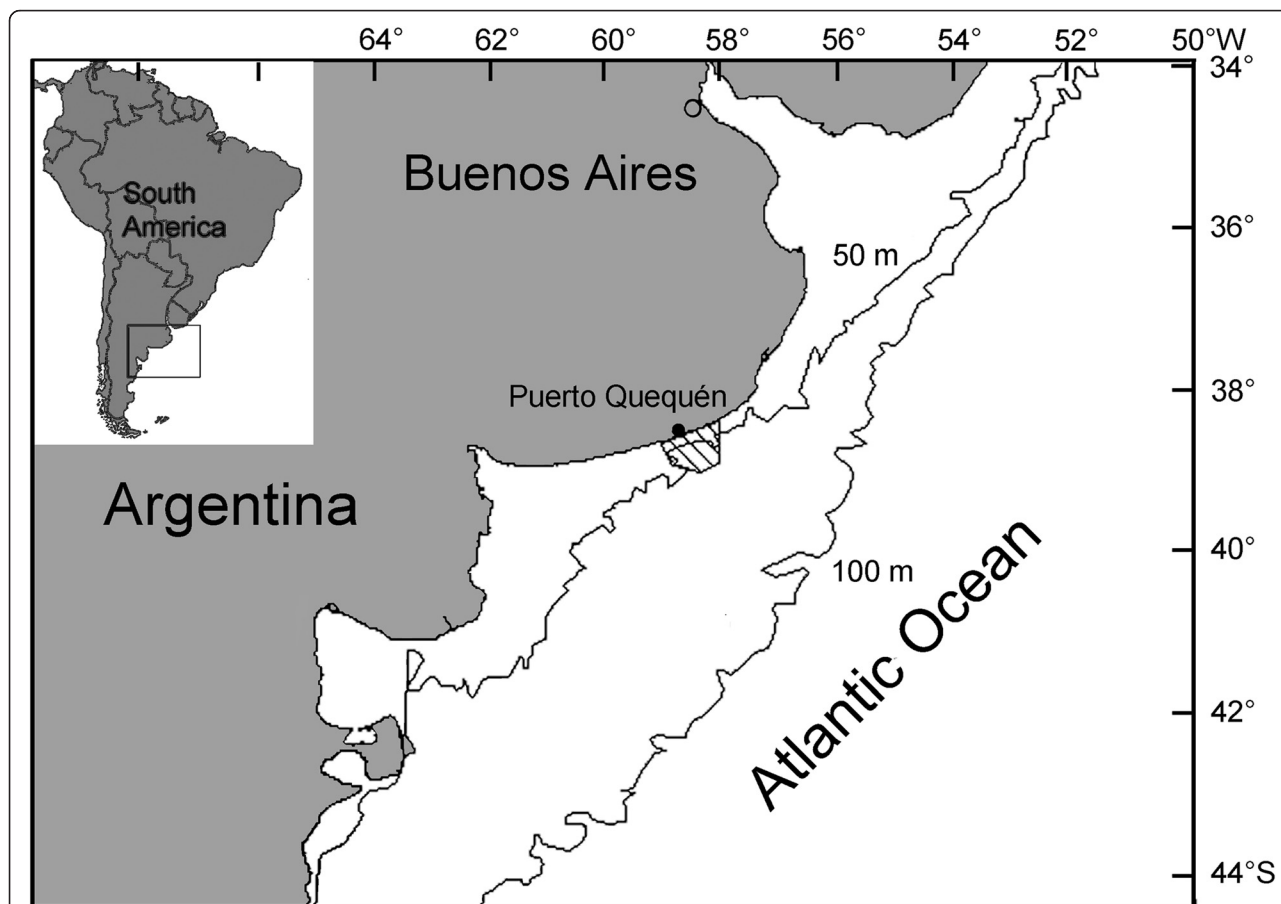 64° 62° 60° 58° 56° 54° 52° 50°W
34°
South
America
Buenos Aires
36°
50 m
38°
Puerto Quequén
Argentina
40°
100 m
Atlantic Ocean
42°
44°S